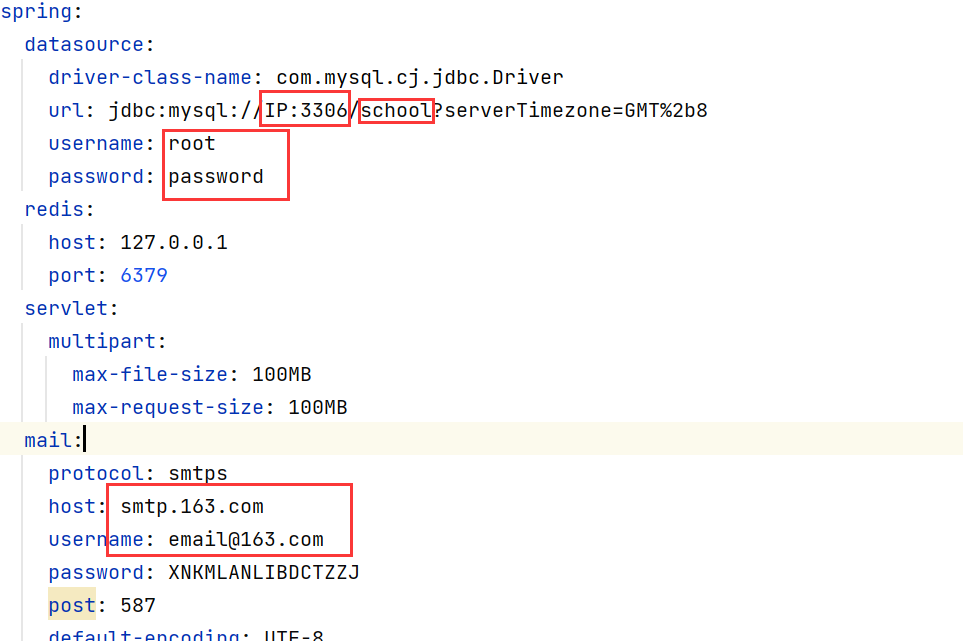 spring:
datasource:
driver-class-name: com.mysql.cj.jdbc.Driver
url: jdbc:mysql://IP:3306/school?serverTimezone=GMT%2b8
username: root
password: password
redis:
host: 127.0.0.1
port: 6379
servlet:
multipart:
max-file-size: 100MB
max-request-size: 100MB
mail:
protocol: smtps
host: smtp.163.com
username: email@163.com
password: XNKMLANLIBDCTZZJ
post: 587
default-encoding: UTF-8